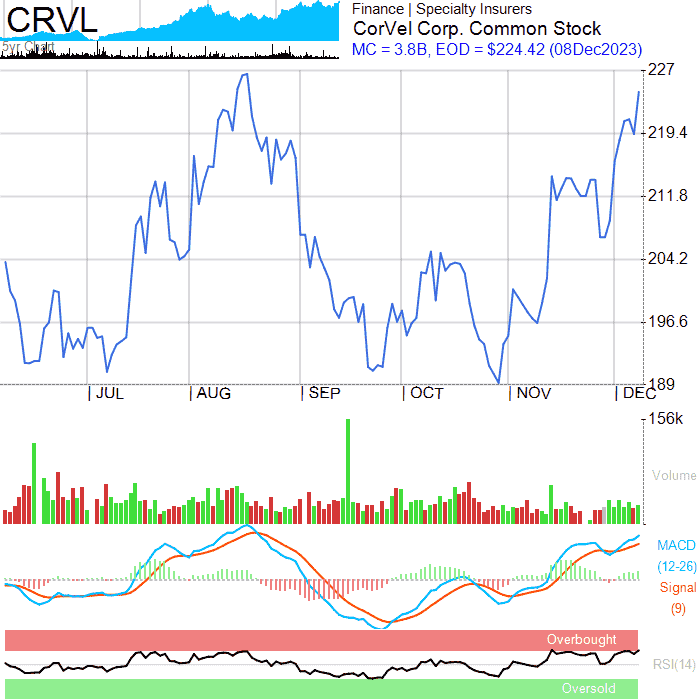 CRVL
5yr Chart
Finance | Specialty Insurers
CorVel Corp. Common Stock
MC = 3.8B, EOD = $224.42 (08Dec2023)
227
219.4
211.8
204.2
196.6
189
| JUL | AUG | SEP | OCT | NOV | DEC
156k
Volume
MACD
(12-26)
Signal
(9)
Overbought
RSI(14)
Oversold